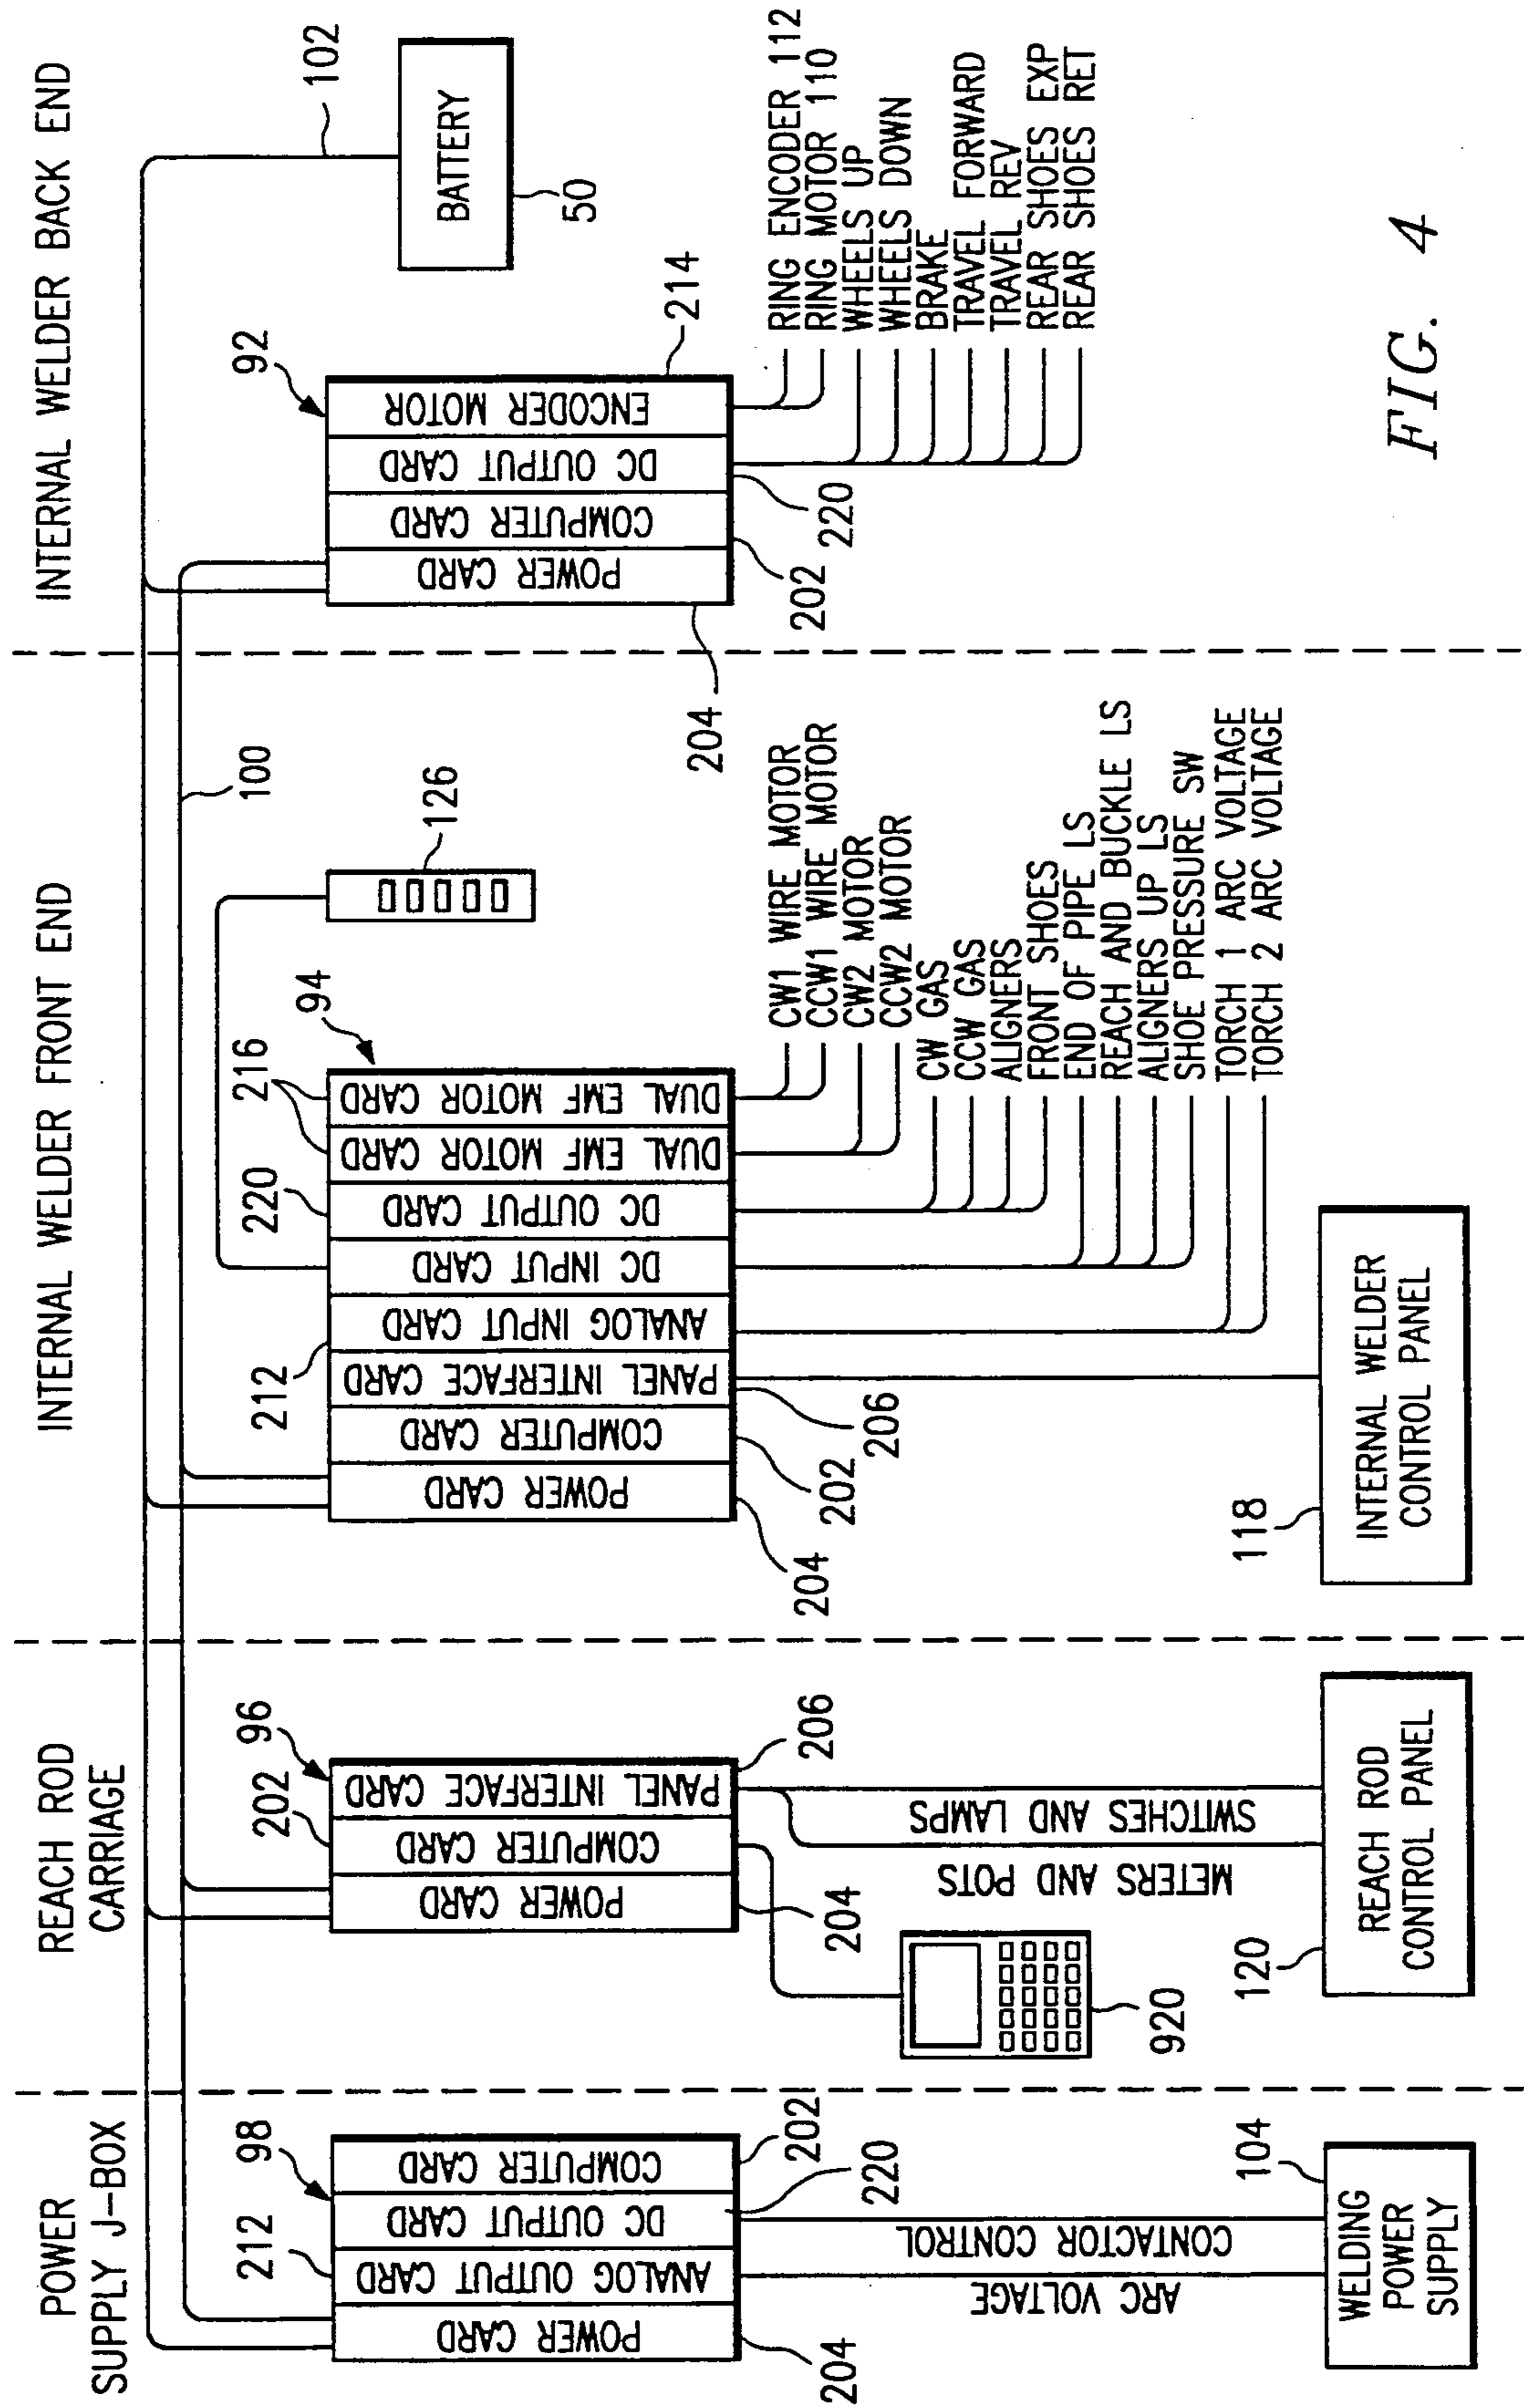 POWER
SUPPLY J-BOX
REACH ROD
CARRIAGE
INTERNAL WELDER FRONT END
INTERNAL WELDER BACK END
98
212
POWER CARD
ANALOG OUTPUT CARD
DC OUTPUT CARD
COMPUTER CARD
204
220
202
ARC VOLTAGE
CONTACTOR CONTROL
104
WELDING
POWER
SUPPLY
96
202
POWER CARD
COMPUTER CARD
PANEL INTERFACE CARD
204
206
920
METERS AND POTS
SWITCHES AND LAMPS
120
REACH ROD
CONTROL PANEL
100
94
212
220
216
126
POWER CARD
COMPUTER CARD
PANEL INTERFACE CARD
ANALOG INPUT CARD
DC INPUT CARD
DC OUTPUT CARD
DUAL EMF MOTOR CARD
DUAL EMF MOTOR CARD
204
202
206
CW1 WIRE MOTOR
CCW1 WIRE MOTOR
CW2 MOTOR
CCW2 MOTOR
CW GAS
CCW GAS
ALIGNERS
FRONT SHOES
END OF PIPE LS
REACH AND BUCKLE LS
ALIGNERS UP LS
SHOE PRESSURE SW
TORCH 1 ARC VOLTAGE
TORCH 2 ARC VOLTAGE
118
INTERNAL WELDER
CONTROL PANEL
102
BATTERY
50
92
POWER CARD
COMPUTER CARD
DC OUTPUT CARD
ENCODER MOTOR
204
202
220
214
RING ENCODER 112
RING MOTOR 110
WHEELS UP
WHEELS DOWN
BRAKE
TRAVEL FORWARD
TRAVEL REV
REAR SHOES EXP
REAR SHOES RET
FIG. 4